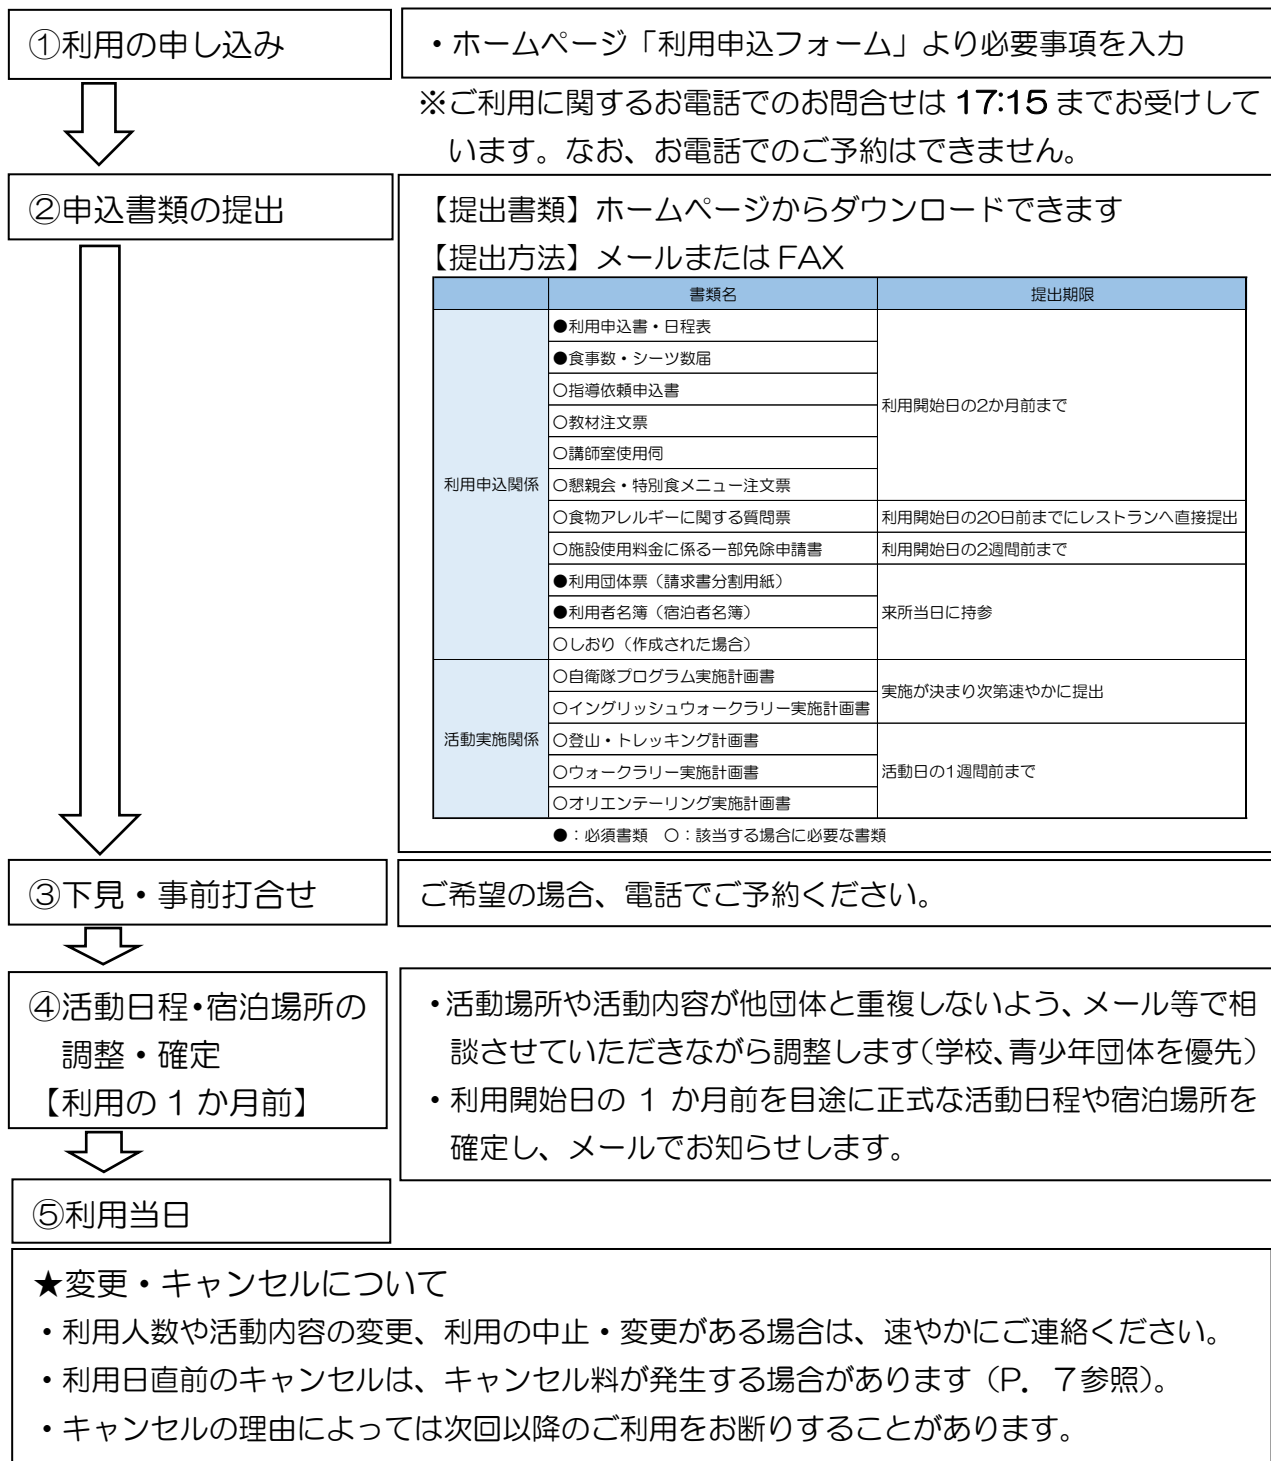 ①利用の申し込み
・ホームページ「利用申込フォーム」より必要事項を入力
※ご利用に関するお電話でのお問合せは 17:15 までお受けして
います。なお、お電話でのご予約はできません。
②申込書類の提出
【提出書類】ホームページからダウンロードできます
【提出方法】メールまたは FAX
書類名 提出期限
利用申込関係
●利用申込書・日程表
●食事数・シーツ数届
○指導依頼申込書
○教材注文票
○講師室使用伺
○懇親会・特別食メニュー注文票
利用開始日の2か月前まで
○食物アレルギーに関する質問票 利用開始日の20日前までにレストランへ直接提出
○施設使用料金に係る一部免除申請書 利用開始日の2週間前まで
●利用団体票（請求書分割用紙）
●利用者名簿（宿泊者名簿）
○しおり（作成された場合）
来所当日に持参
活動実施関係
○自衛隊プログラム実施計画書
○イングリッシュウォークラリー実施計画書
実施が決まり次第速やかに提出
○登山・トレッキング計画書
○ウォークラリー実施計画書
○オリエンテーリング実施計画書
活動日の1週間前まで
●：必須書類　○：該当する場合に必要な書類
③下見・事前打合せ
ご希望の場合、電話でご予約ください。
④活動日程・宿泊場所の
調整・確定
【利用の 1 か月前】
・活動場所や活動内容が他団体と重複しないよう、メール等で相
談させていただきながら調整します（学校、青少年団体を優先）
・利用開始日の 1 か月前を目途に正式な活動日程や宿泊場所を
確定し、メールでお知らせします。
⑤利用当日
★変更・キャンセルについて
・利用人数や活動内容の変更、利用の中止・変更がある場合は、速やかにご連絡ください。
・利用日直前のキャンセルは、キャンセル料が発生する場合があります（P. 7参照）。
・キャンセルの理由によっては次回以降のご利用をお断りすることがあります。